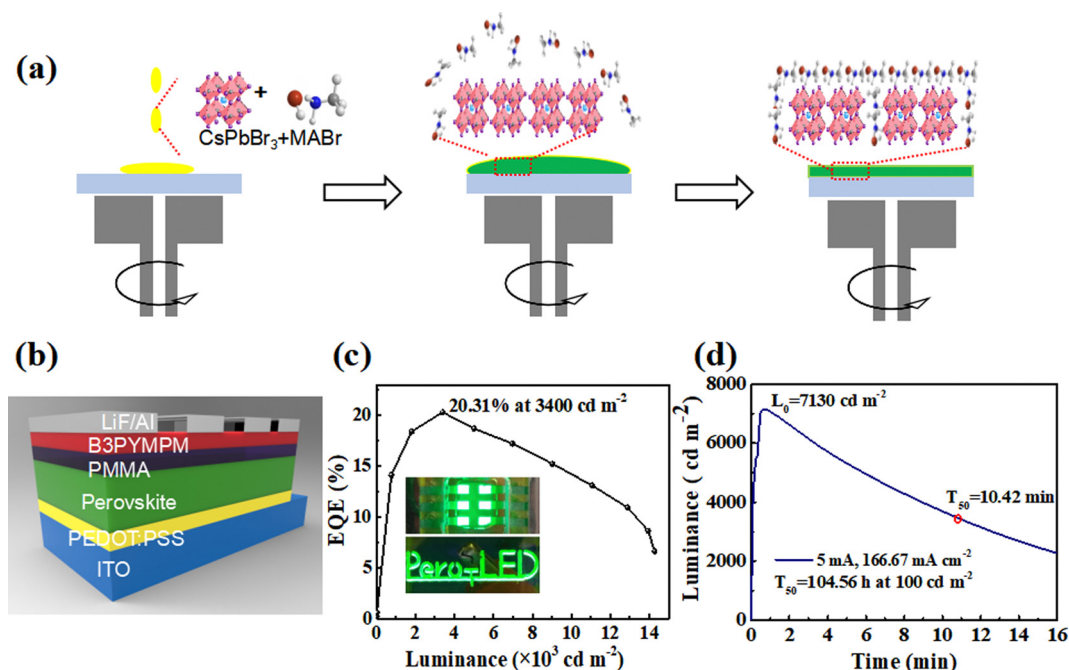 (a)
+
CsPbBr₃+MABr
(b)
LiF/Al
B3PYMPM
PMMA
Perovskite
PEDOT:PSS
ITO
(c)
20.31% at 3400 cd m⁻²
EQE (%)
20
15
10
5
0
Pero-LED
0 2 4 6 8 10 12 14
Luminance (×10³ cd m⁻²)
(d)
L₀=7130 cd m⁻²
T₅₀=10.42 min
5 mA, 166.67 mA cm⁻²
T₅₀=104.56 h at 100 cd m⁻²
Luminance ( cd m⁻²)
8000
6000
4000
2000
0
0 2 4 6 8 10 12 14 16
Time (min)